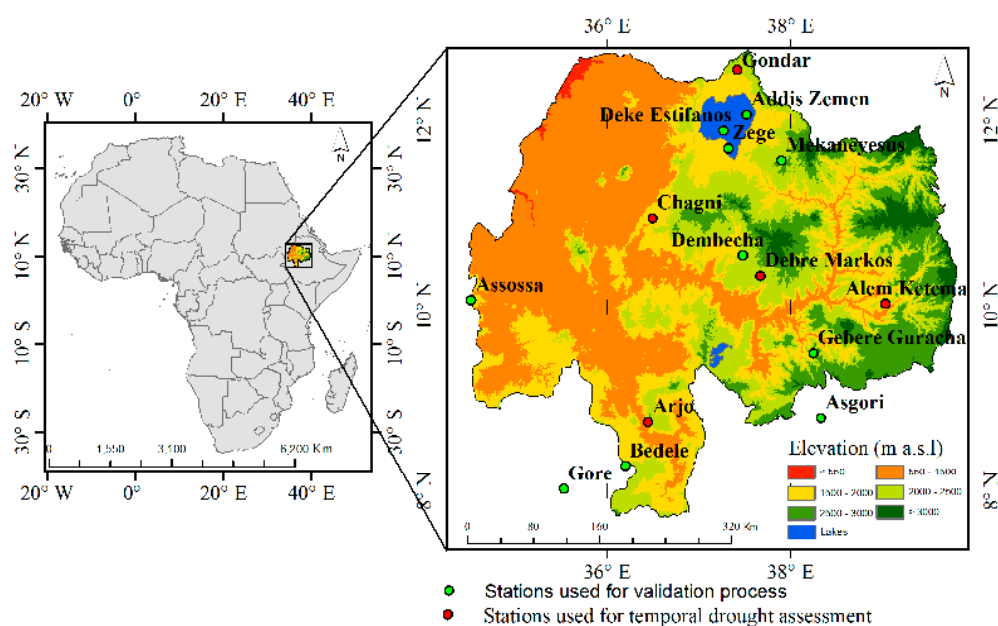 36° E 38° E
20° W 0° 20° E 40° E
N
30° N
10° N
10° S
30° S
0 1,550 3,100 6,200 Km
20° W 0° 20° E 40° E
30° N
10° N
10° S
30° S
12° N
10° N
8° N
Gondar
N
Addis Zemen
Deke Estifanos
Zege
Mekaneyesus
Chagni
Dembecha
Debre Markos
Assossa
Alem Ketema
Gebere Guracha
Arjo
Asgori
Bedele
Gore
Elevation (m a.s.l)
1500 - 2000
2000 - 2500
2500 - 3000
> 3000
Lakes
0 80 160 320 Km
12° N
10° N
8° N
36° E 38° E
Stations used for validation process
Stations used for temporal drought assessment